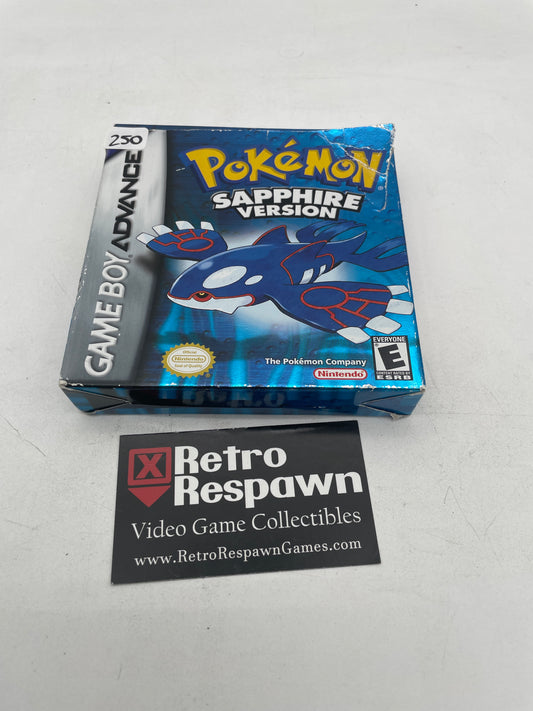 250
GAME BOY ADVANCE
POKéMON
SAPPHIRE
VERSION
Official
Nintendo
Seal of Quality
The Pokémon Company
Nintendo
EVERYONE
E
CONTENT RATED BY
ESRB
X Retro
Respawn
Video Game Collectibles
www.RetroRespawnGames.com